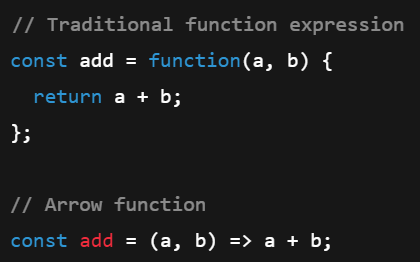 // Traditional function expression
const add = function(a, b) {
  return a + b;
};

// Arrow function
const add = (a, b) => a + b;